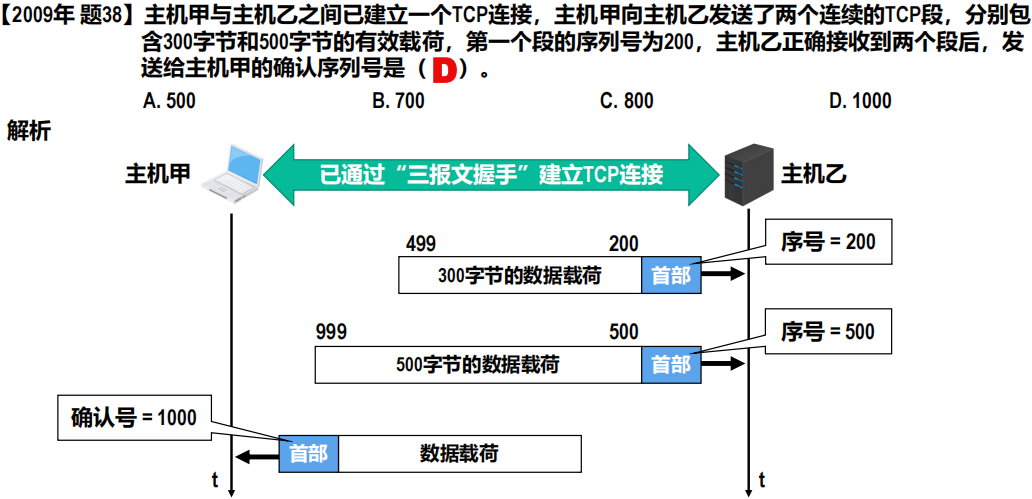 【2009年 题38】主机甲与主机乙之间已建立一个TCP连接，主机甲向主机乙发送了两个连续的TCP段，分别包
含300字节和500字节的有效载荷，第一个段的序列号为200，主机乙正确接收到两个段后，发
送给主机甲的确认序列号是（ D ）。
A. 500 B. 700 C. 800 D. 1000
解析
主机甲 已通过“三报文握手”建立TCP连接 主机乙
499 200 序号 = 200
300字节的数据载荷 首部
999 500 序号 = 500
500字节的数据载荷 首部
确认号 = 1000
首部 数据载荷
t t